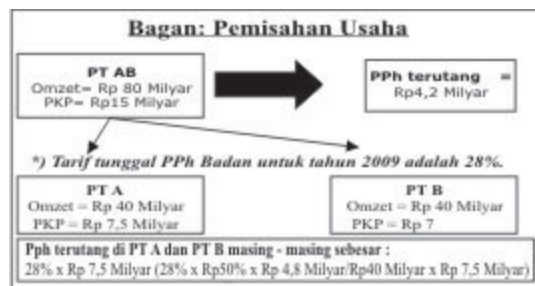 Bagan: Pemisahan Usaha
PT AB
Omzet= Rp 80 Milyar
PKP= Rp15 Milyar
PPh terutang =
Rp4,2 Milyar
*) Tarif tunggal PPh Badan untuk tahun 2009 adalah 28%.
PT A
Omzet = Rp 40 Milyar
PKP = Rp 7,5 Milyar
PT B
Omzet = Rp 40 Milyar
PKP = Rp 7
Pph terutang di PT A dan PT B masing - masing sebesar :
28% x Rp 7,5 Milyar (28% x Rp50% x Rp 4,8 Milyar/Rp40 Milyar x Rp 7,5 Milyar)